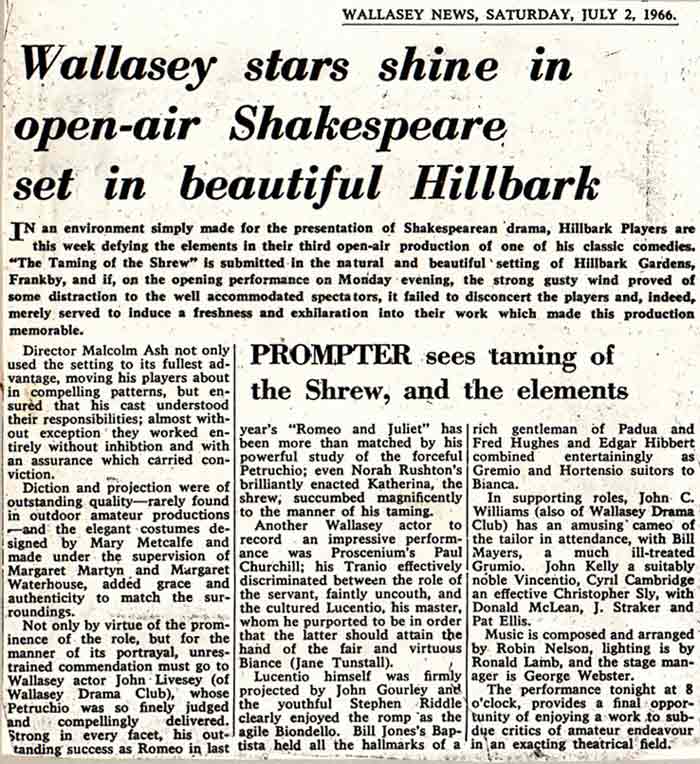 WALLASEY NEWS, SATURDAY, JULY 2, 1966.
Wallasey stars shine in
open-air Shakespeare
set in beautiful Hillbark
IN an environment simply made for the presentation of Shakespearean drama, Hillbark Players are
this week defying the elements in their third open-air production of one of his classic comedies.
"The Taming of the Shrew" is submitted in the natural and beautiful setting of Hillbark Gardens,
Frankby, and if, on the opening performance on Monday evening, the strong gusty wind proved of
some distraction to the well accommodated spectators, it failed to disconcert the players and, indeed,
merely served to induce a freshness and exhilaration into their work which made this production
memorable.
Director Malcolm Ash not only
used the setting to its fullest ad-
vantage, moving his players about
in compelling patterns, but en-
sured that his cast understood
their responsibilities; almost with-
out exception they worked en-
tirely without inhibtion and with
an assurance which carried con-
viction.
Diction and projection were of
outstanding quality—rarely found
in outdoor amateur productions
—and the elegant costumes de-
signed by Mary Metcalfe and
made under the supervision of
Margaret Martyn and Margaret
Waterhouse, added grace and
authenticity to match the sur-
roundings.
Not only by virtue of the prom-
inence of the role, but for the
manner of its portrayal, unres-
trained commendation must go to
Wallasey actor John Livesey (of
Wallasey Drama Club), whose
Petruchio was so finely judged
and compellingly delivered.
Strong in every facet, his out-
standing success as Romeo in last
PROMPTER sees taming of
the Shrew, and the elements
year's "Romeo and Juliet" has
been more than matched by his
powerful study of the forceful
Petruchio; even Norah Rushton's
brilliantly enacted Katherina, the
shrew, succumbed magnificently
to the manner of his taming.
Another Wallasey actor to
record an impressive perform-
ance was Proscenium's Paul
Churchill; his Tranio effectively
discriminated between the role of
the servant, faintly uncouth, and
the cultured Lucentio, his master,
whom he purported to be in order
that the latter should attain the
hand of the fair and virtuous
Biance (Jane Tunstall).
Lucentio himself was firmly
projected by John Gourley and
the youthful Stephen Riddle
clearly enjoyed the romp as the
agile Biondello. Bill Jones's Bap-
tista held all the hallmarks of a
rich gentleman of Padua and
Fred Hughes and Edgar Hibbert
combined entertainingly as
Gremio and Hortensio suitors to
Bianca.
In supporting roles, John C.
Williams (also of Wallasey Drama
Club) has an amusing cameo of
the tailor in attendance, with Bill
Mayers, a much ill-treated
Grumio. John Kelly a suitably
noble Vincentio, Cyril Cambridge
an effective Christopher Sly, with
Donald McLean, J. Straker and
Pat Ellis.
Music is composed and arranged
by Robin Nelson, lighting is by
Ronald Lamb, and the stage man-
ager is George Webster.
The performance tonight at 8
o'clock, provides a final oppor-
tunity of enjoying a work to sub-
due critics of amateur endeavour
in an exacting theatrical field.